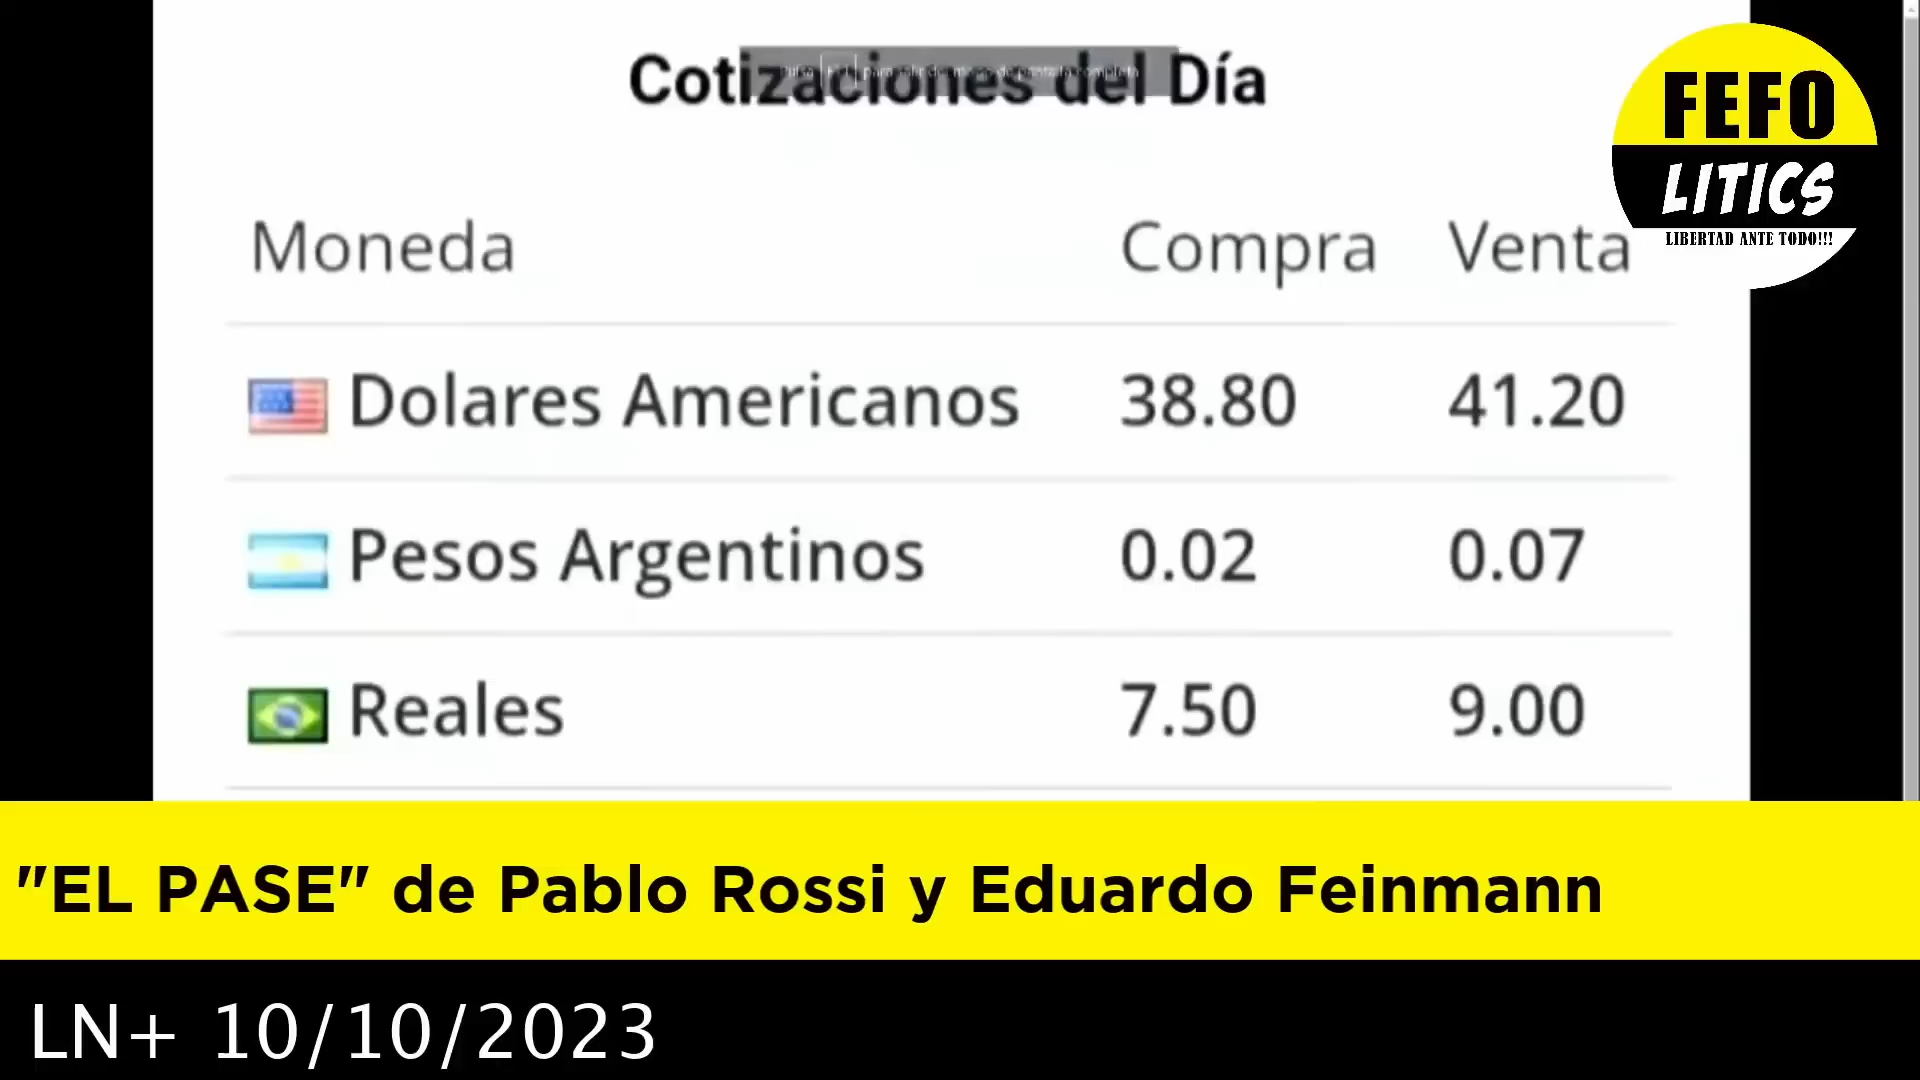 Cotizaciones del Día
FEFO
LITICS
LIBERTAD ANTE TODO!!!
Moneda Compra Venta
Dolares Americanos 38.80 41.20
Pesos Argentinos 0.02 0.07
Reales 7.50 9.00
"EL PASE" de Pablo Rossi y Eduardo Feinmann
LN+ 10/10/2023